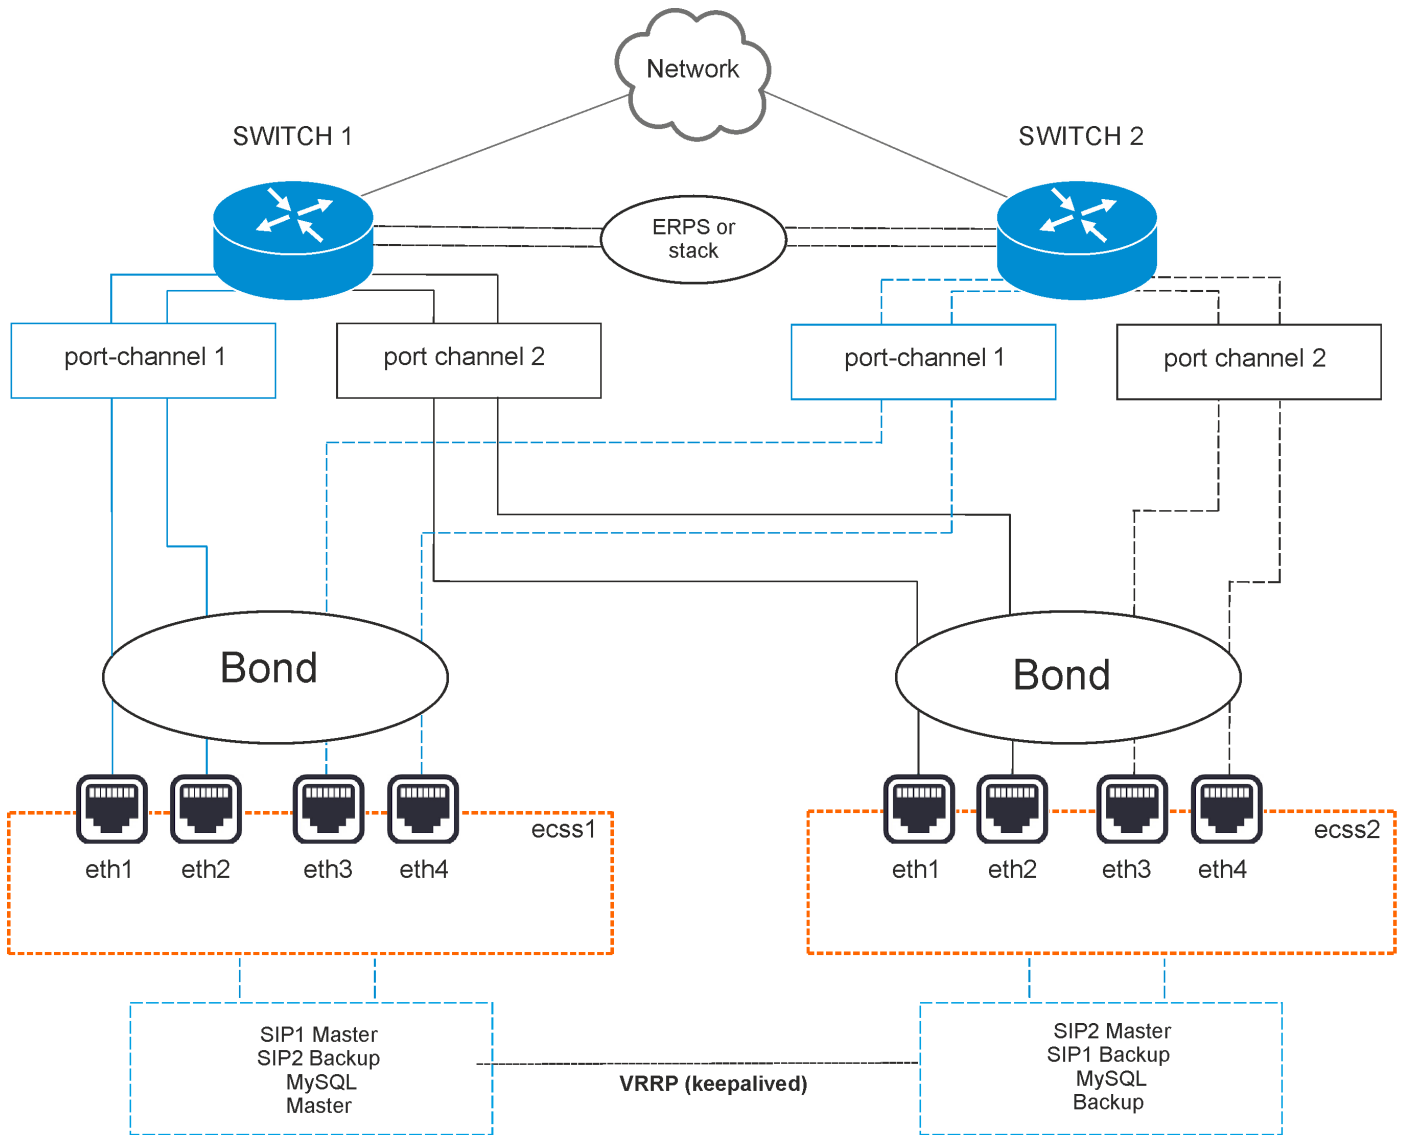 Network
SWITCH 1
SWITCH 2
ERPS or
stack
port-channel 1
port channel 2
port-channel 1
port channel 2
Bond
Bond
ecss1
ecss2
eth1
eth2
eth3
eth4
eth1
eth2
eth3
eth4
SIP1 Master
SIP2 Backup
MySQL
Master
VRRP (keepalived)
SIP2 Master
SIP1 Backup
MySQL
Backup